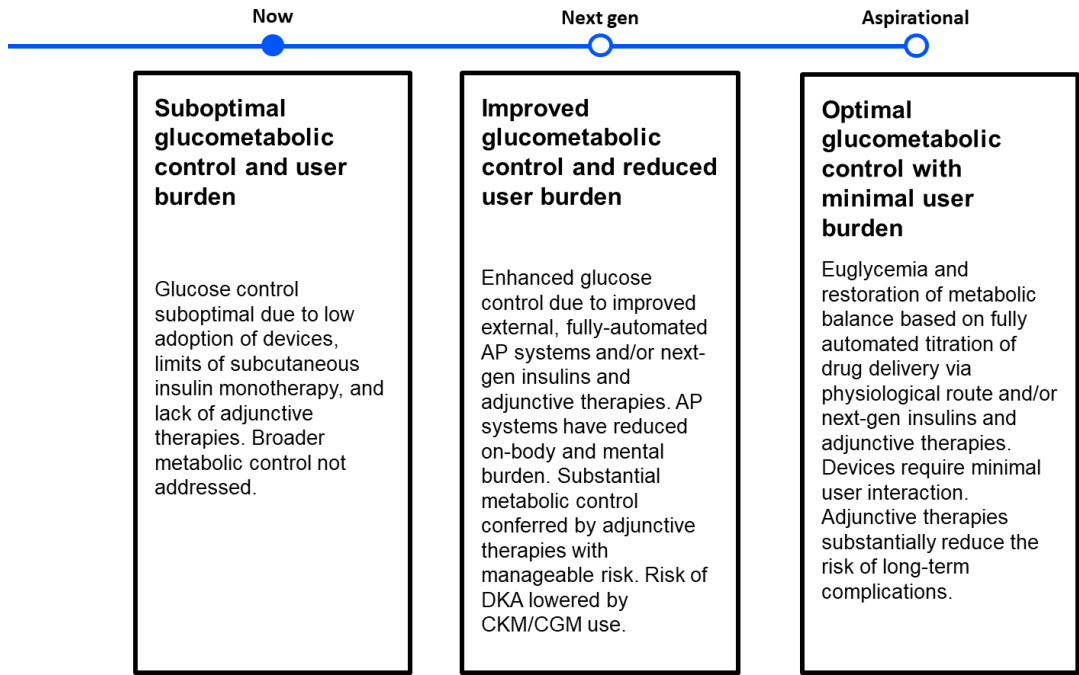 Now
Next gen
Aspirational
Suboptimal
glucometabolic
control and user
burden
Glucose control
suboptimal due to low
adoption of devices,
limits of subcutaneous
insulin monotherapy, and
lack of adjunctive
therapies. Broader
metabolic control not
addressed.
Improved
glucometabolic
control and reduced
user burden
Enhanced glucose
control due to improved
external, fully-automated
AP systems and/or next-
gen insulins and
adjunctive therapies. AP
systems have reduced
on-body and mental
burden. Substantial
metabolic control
conferred by adjunctive
therapies with
manageable risk. Risk of
DKA lowered by
CKM/CGM use.
Optimal
glucometabolic
control with
minimal user
burden
Euglycemia and
restoration of metabolic
balance based on fully
automated titration of
drug delivery via
physiological route and/or
next-gen insulins and
adjunctive therapies.
Devices require minimal
user interaction.
Adjunctive therapies
substantially reduce the
risk of long-term
complications.